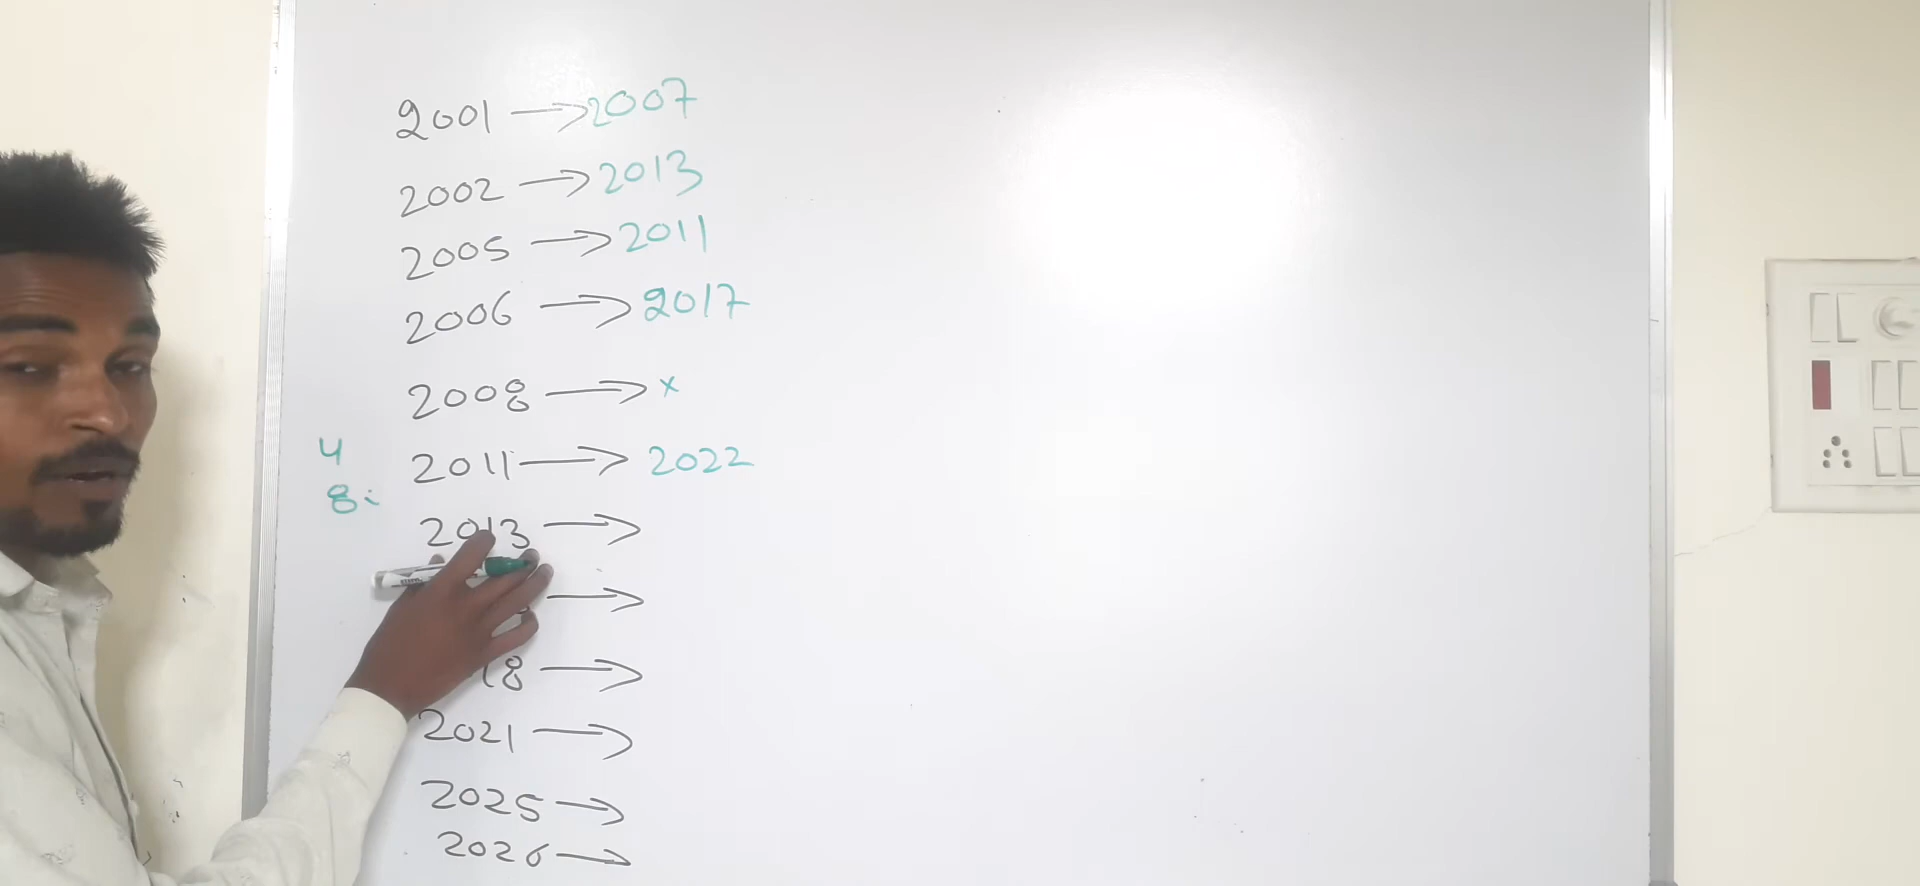 2001 → 2007
2002 → 2013
2005 → 2011
2006 → 2017
2008 → x
2011 → 2022
4
8:
2013 →
→
18 →
2021 →
2025 →
2026 →